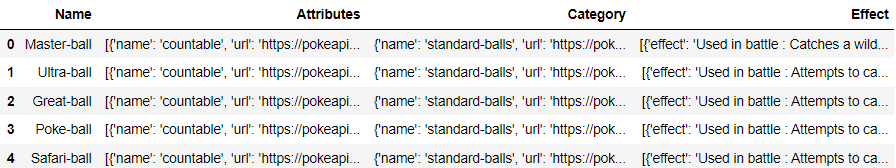 Name Attributes Category Effect
0 Master-ball [{'name': 'countable', 'url': 'https://pokeapi... {'name': 'standard-balls', 'url': 'https://pok... [{'effect': 'Used in battle : Catches a wild...
1 Ultra-ball [{'name': 'countable', 'url': 'https://pokeapi... {'name': 'standard-balls', 'url': 'https://pok... [{'effect': 'Used in battle : Attempts to ca...
2 Great-ball [{'name': 'countable', 'url': 'https://pokeapi... {'name': 'standard-balls', 'url': 'https://pok... [{'effect': 'Used in battle : Attempts to ca...
3 Poke-ball [{'name': 'countable', 'url': 'https://pokeapi... {'name': 'standard-balls', 'url': 'https://pok... [{'effect': 'Used in battle : Attempts to ca...
4 Safari-ball [{'name': 'countable', 'url': 'https://pokeapi... {'name': 'standard-balls', 'url': 'https://pok... [{'effect': 'Used in battle : Attempts to ca...